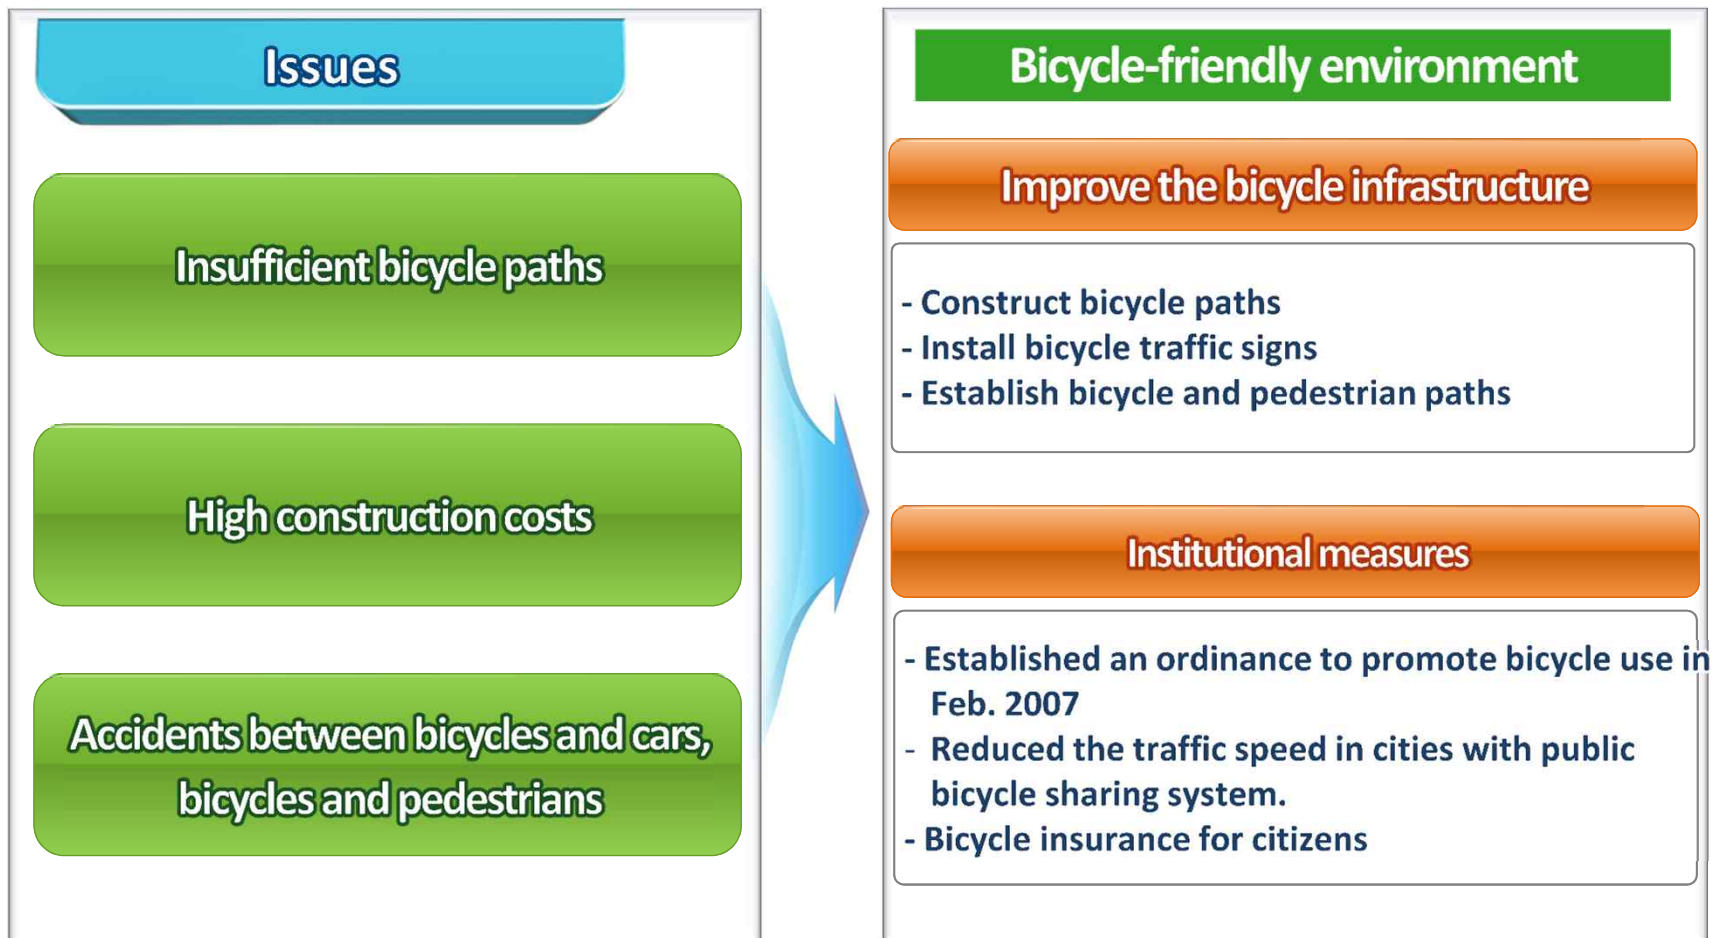 Issues
Insufficient bicycle paths
High construction costs
Accidents between bicycles and cars,
bicycles and pedestrians
Bicycle-friendly environment
Improve the bicycle infrastructure
- Construct bicycle paths
- Install bicycle traffic signs
- Establish bicycle and pedestrian paths
Institutional measures
- Established an ordinance to promote bicycle use in
Feb. 2007
- Reduced the traffic speed in cities with public
bicycle sharing system.
- Bicycle insurance for citizens